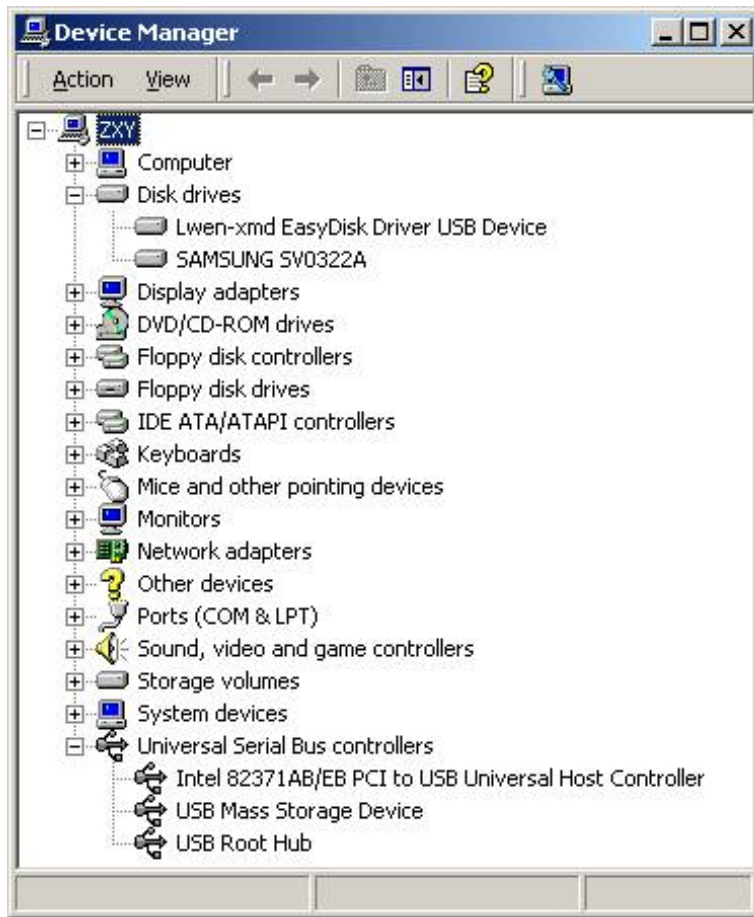 Device Manager
Action View
ZXY
Computer
Disk drives
Lwen-xmd EasyDisk Driver USB Device
SAMSUNG SV0322A
Display adapters
DVD/CD-ROM drives
Floppy disk controllers
Floppy disk drives
IDE ATA/ATAPI controllers
Keyboards
Mice and other pointing devices
Monitors
Network adapters
Other devices
Ports (COM & LPT)
Sound, video and game controllers
Storage volumes
System devices
Universal Serial Bus controllers
Intel 82371AB/EB PCI to USB Universal Host Controller
USB Mass Storage Device
USB Root Hub